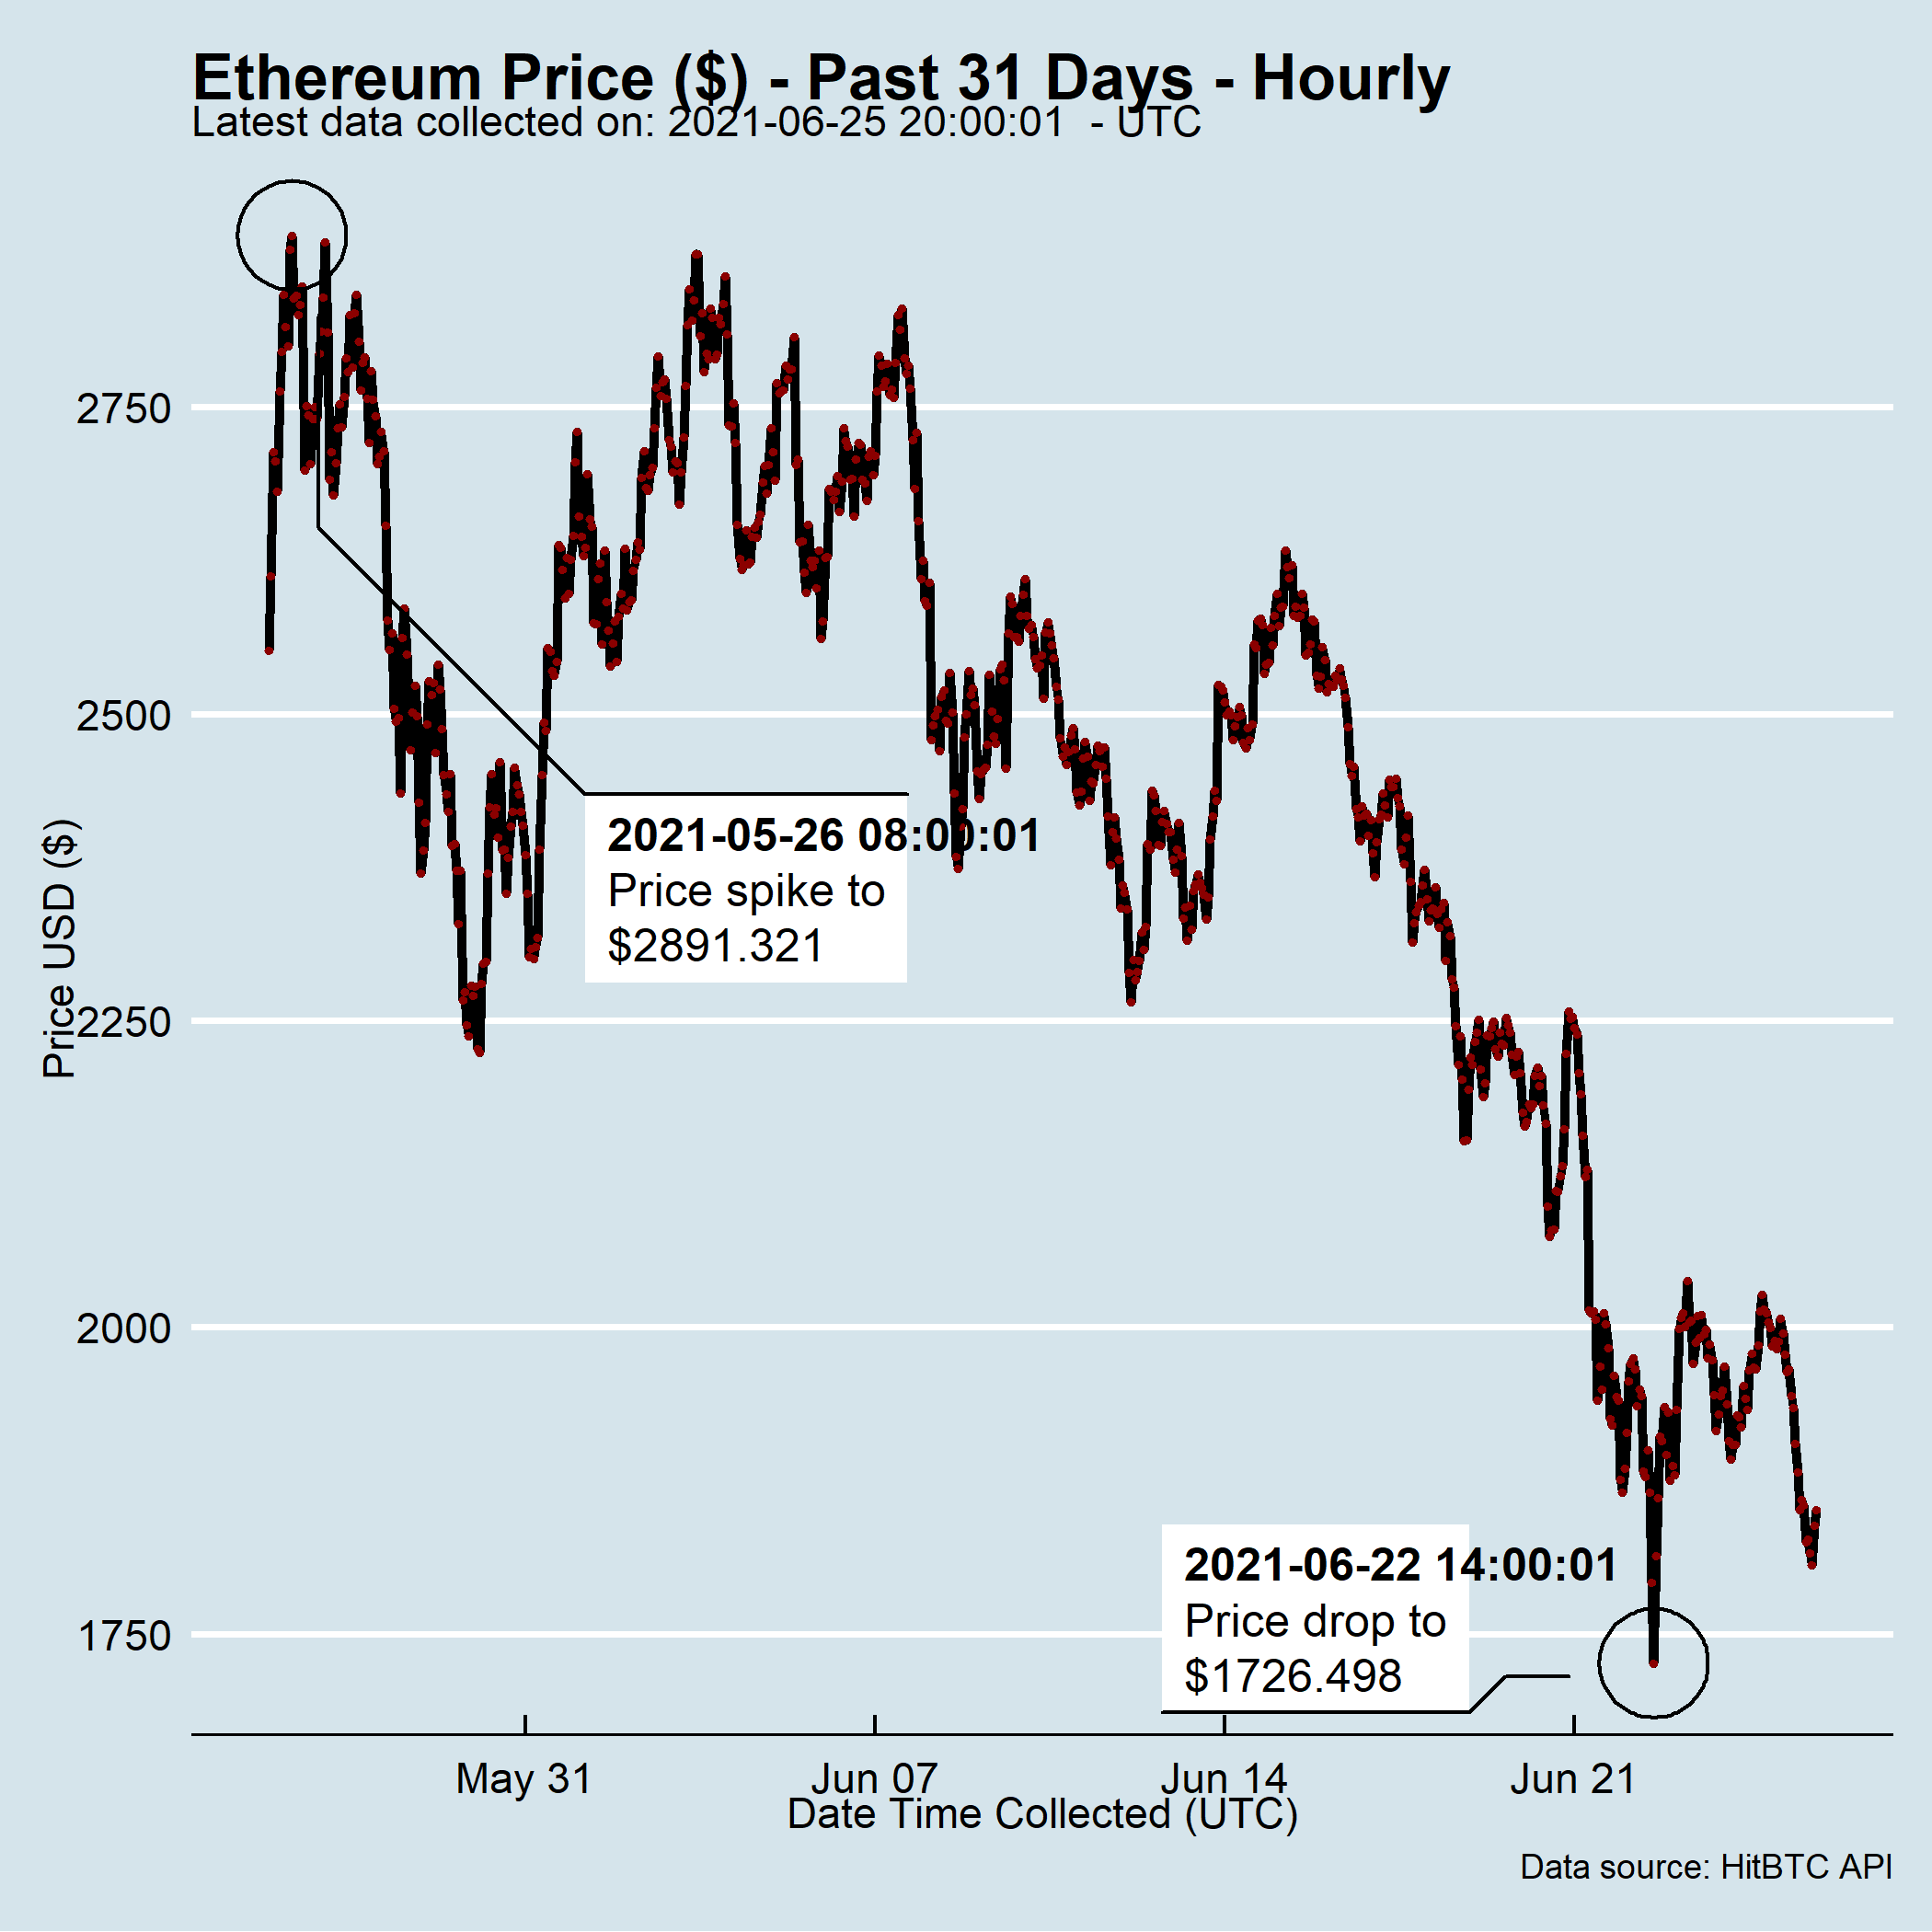 Ethereum Price ($) - Past 31 Days - Hourly
Latest data collected on: 2021-06-25 20:00:01  - UTC
Price USD ($)
2750
2500
2250
2000
1750
2021-05-26 08:00:01
Price spike to
$2891.321
2021-06-22 14:00:01
Price drop to
$1726.498
May 31
Jun 07
Jun 14
Jun 21
Date Time Collected (UTC)
Data source: HitBTC API